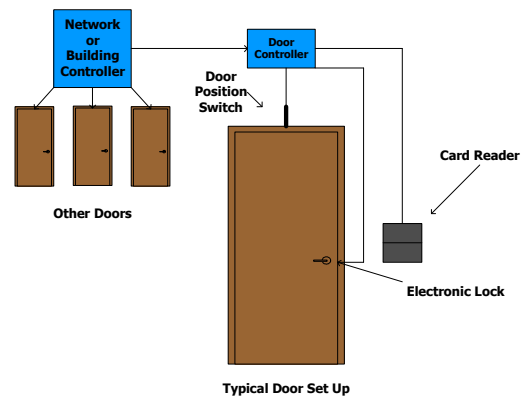 Network
or
Building
Controller
Door
Controller
Door
Position
Switch
Card Reader
Other Doors
Electronic Lock
Typical Door Set Up